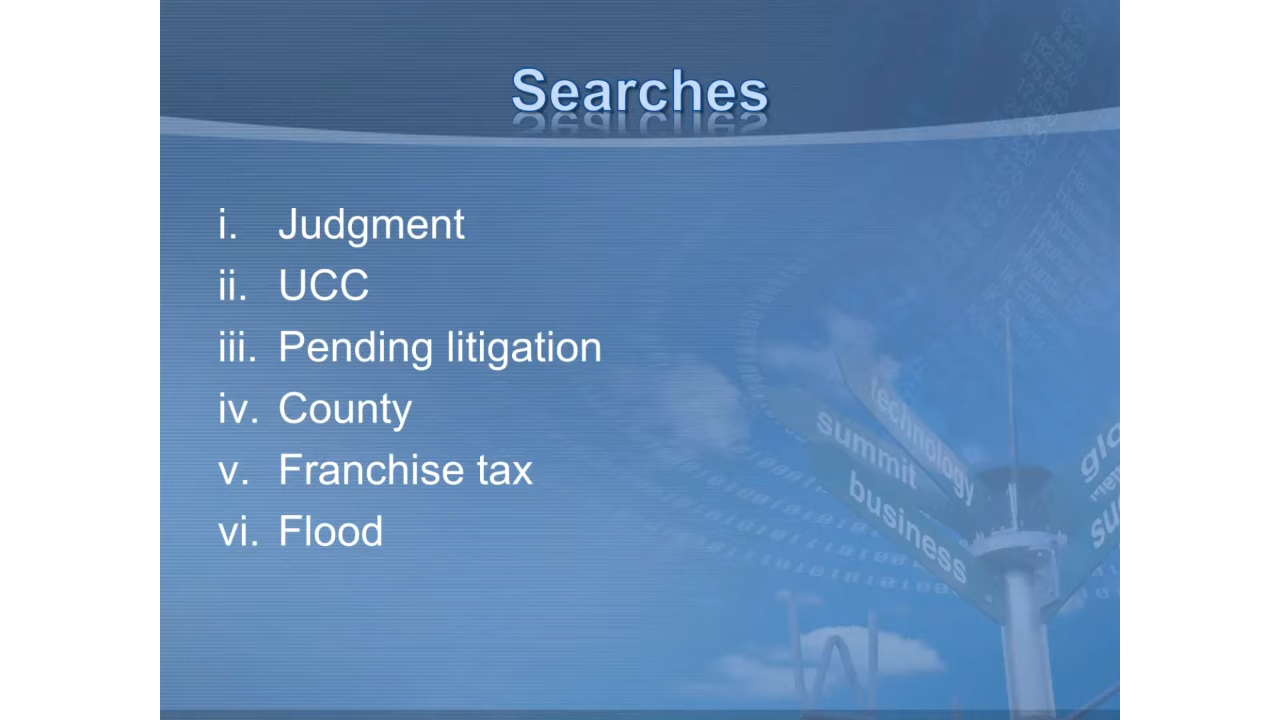 Searches
i. Judgment
ii. UCC
iii. Pending litigation
iv. County
v. Franchise tax
vi. Flood
technology
summit
business